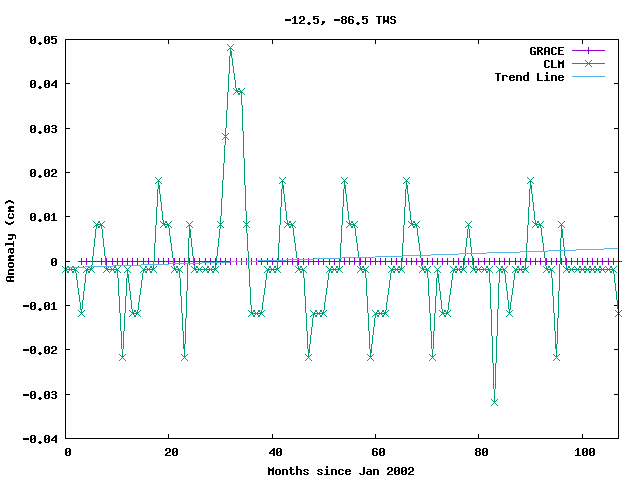 -12.5, -86.5 TWS
GRACE
CLM
Trend Line
0.05
0.04
0.03
0.02
0.01
0
-0.01
-0.02
-0.03
-0.04
Anomaly (cm)
0 20 40 60 80 100
Months since Jan 2002